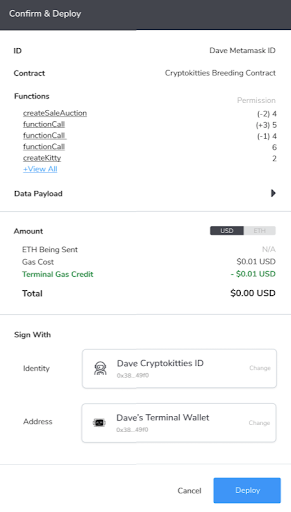 Confirm & Deploy
ID Dave Metamask ID
Contract Cryptokitties Breeding Contract
Functions Permission
createSaleAuction (-2) 4
functionCall (+3) 5
functionCall (-1) 4
functionCall 6
createKitty 2
+View All
Data Payload
Amount USD ETH
ETH Being Sent N/A
Gas Cost $0.01 USD
Terminal Gas Credit - $0.01 USD
Total $0.00 USD
Sign With
Identity Dave Cryptokitties ID Change
0x38...49f0
Address Dave's Terminal Wallet Change
0x38...49f0
Cancel Deploy